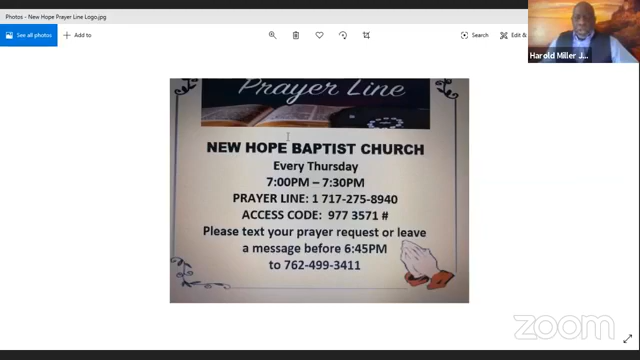 Photos - New Hope Prayer Line Logo.jpg
See all photos
Add to
Search
Edit &
Harold Miller J...
Prayer Line
NEW HOPE BAPTIST CHURCH
Every Thursday
7:00PM – 7:30PM
PRAYER LINE: 1 717-275-8940
ACCESS CODE: 977 3571 #
Please text your prayer request or leave
a message before 6:45PM
to 762-499-3411
zoom